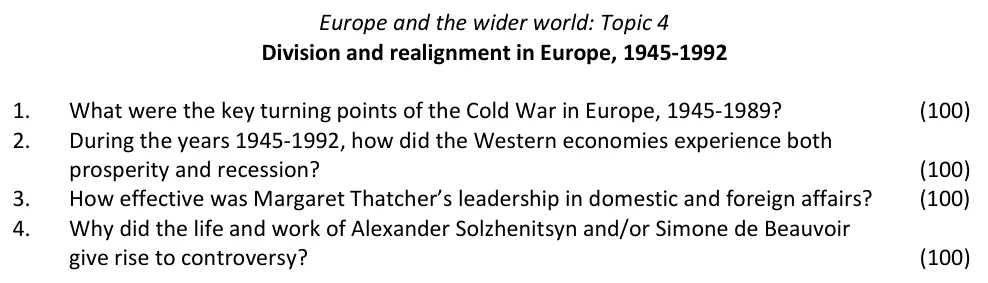 Europe and the wider world: Topic 4
Division and realignment in Europe, 1945-1992
1. What were the key turning points of the Cold War in Europe, 1945-1989? (100)
2. During the years 1945-1992, how did the Western economies experience both
prosperity and recession? (100)
3. How effective was Margaret Thatcher’s leadership in domestic and foreign affairs? (100)
4. Why did the life and work of Alexander Solzhenitsyn and/or Simone de Beauvoir
give rise to controversy? (100)